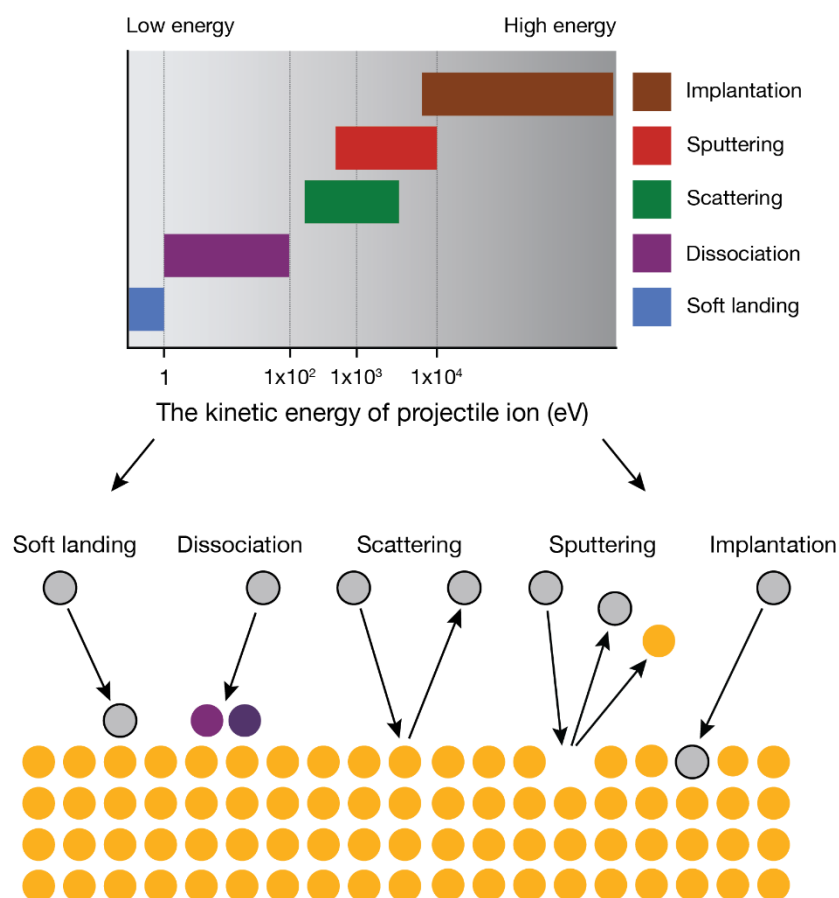 Low energy
High energy
Implantation
Sputtering
Scattering
Dissociation
Soft landing
1
1x10²
1x10³
1x10⁴
The kinetic energy of projectile ion (eV)
Soft landing
Dissociation
Scattering
Sputtering
Implantation